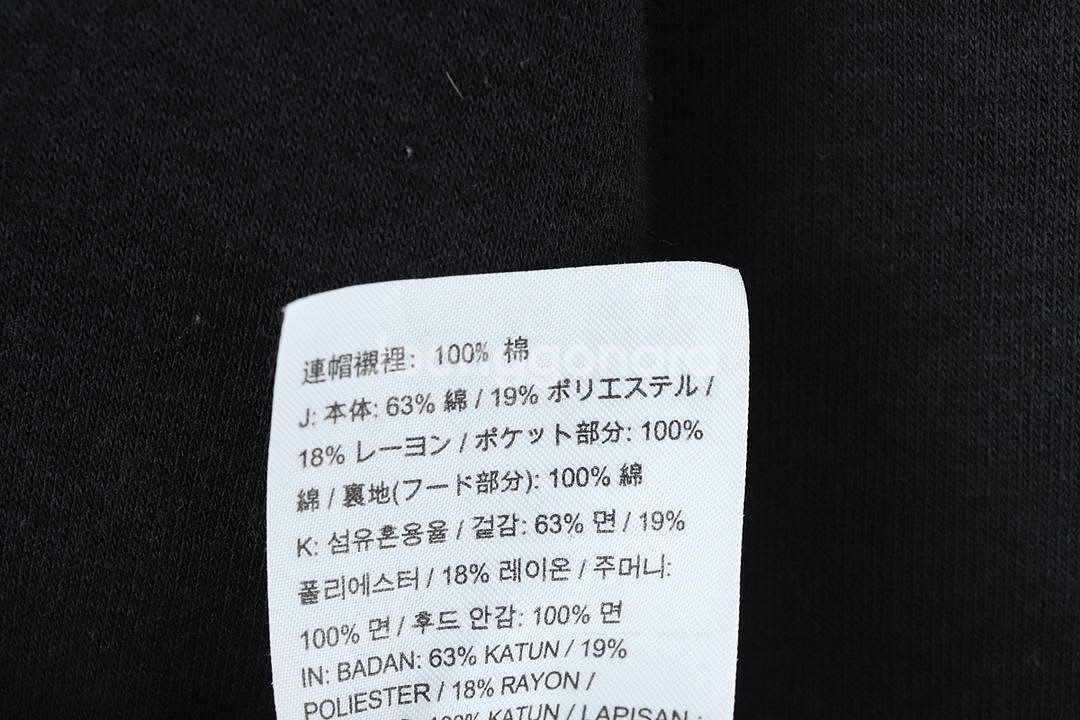 連帽襯裡: 100% 棉
J: 本体: 63% 綿 / 19% ポリエステル /
18% レーヨン / ポケット部分: 100%
綿 / 裏地(フード部分): 100% 綿
K: 섬유혼용율 / 겉감: 63% 면 / 19%
폴리에스터 / 18% 레이온 / 주머니:
100% 면 / 후드 안감: 100% 면
IN: BADAN: 63% KATUN / 19%
POLIESTER / 18% RAYON /
100% KATUN / LAPISAN